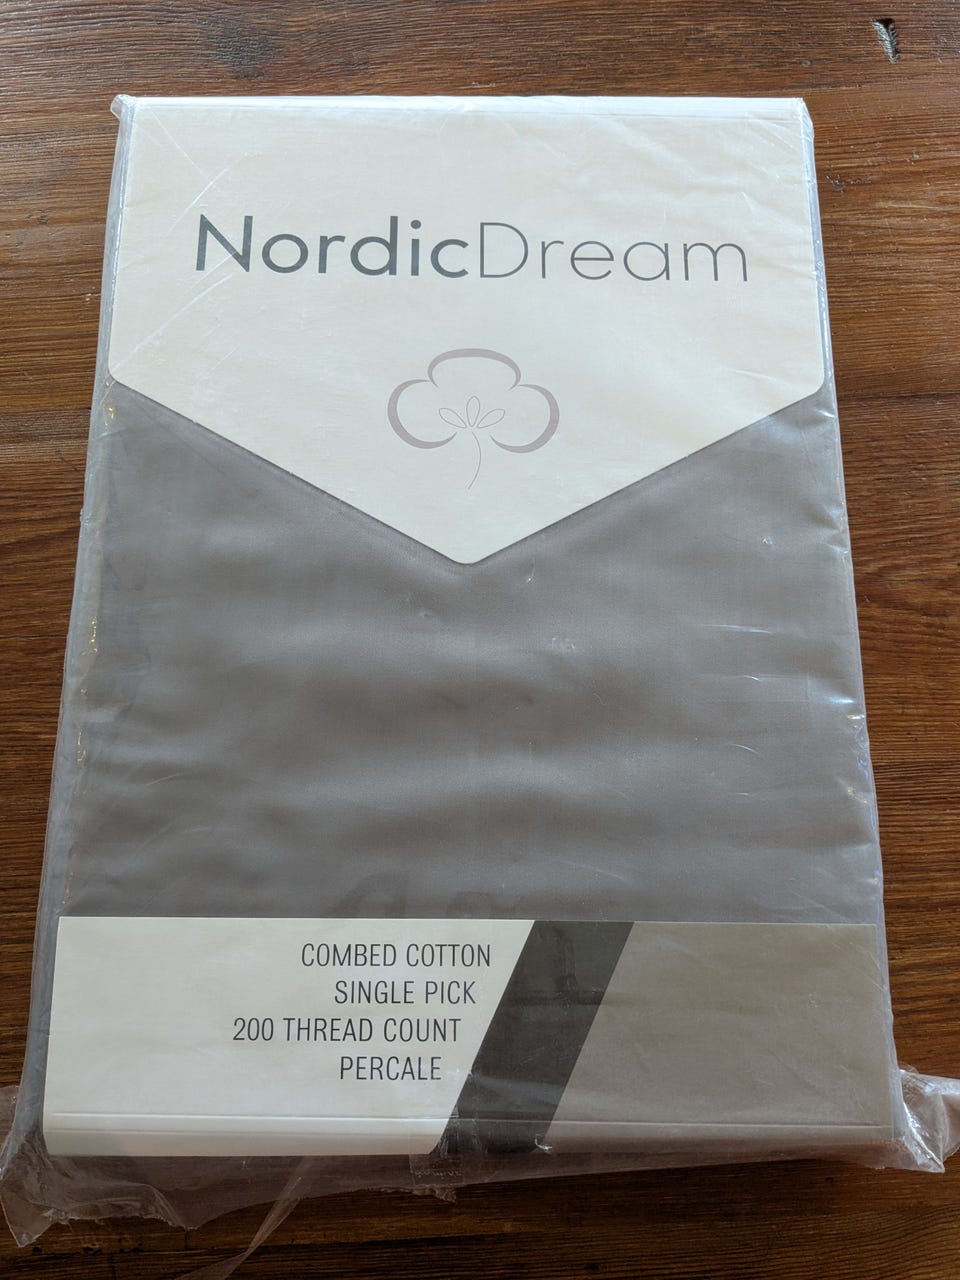 NordicDream
COMBED COTTON
SINGLE PICK
200 THREAD COUNT
PERCALE